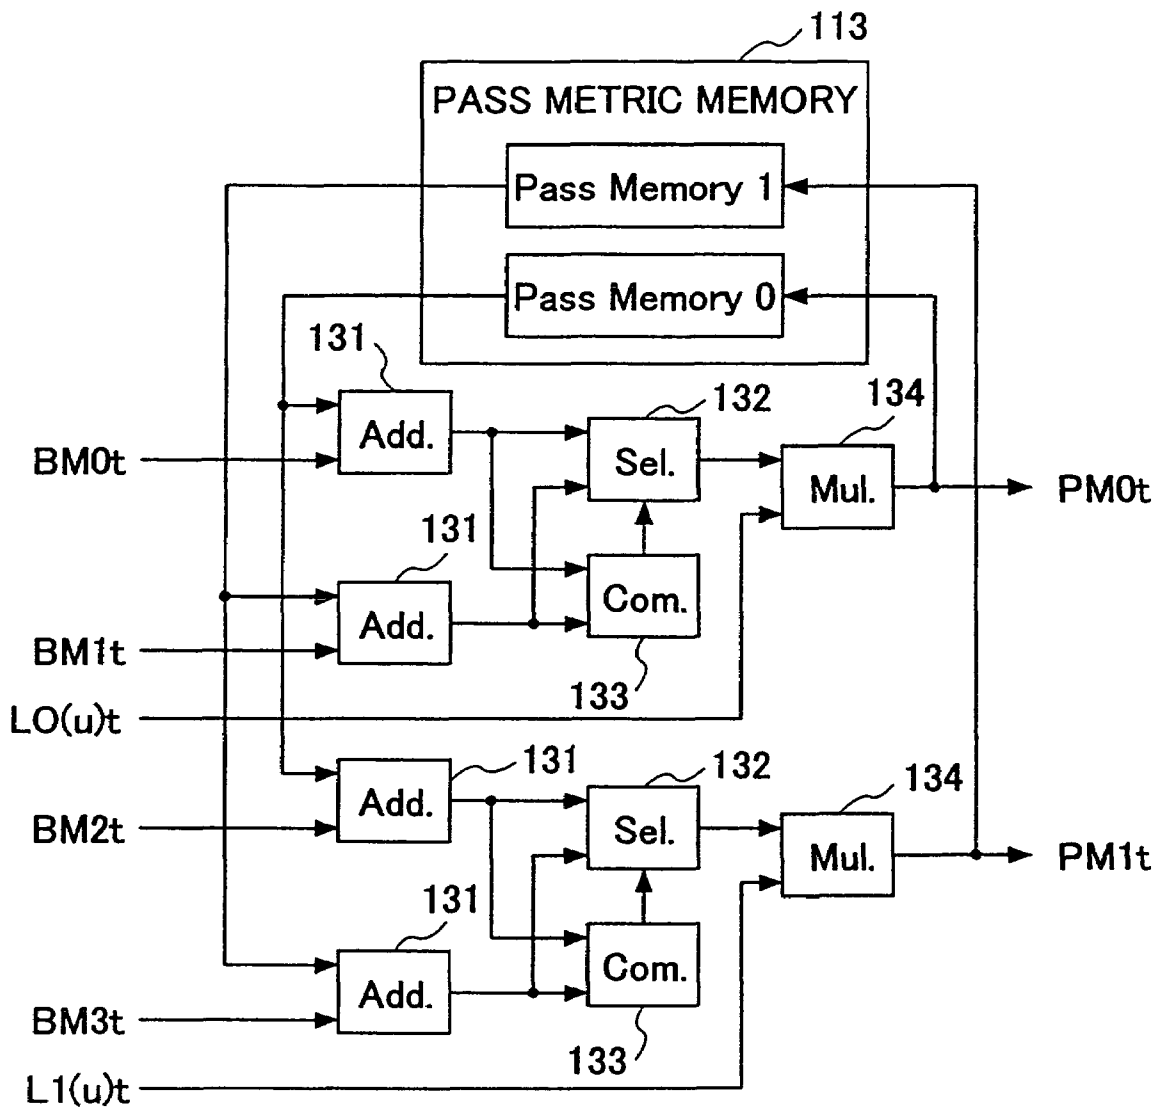 113
PASS METRIC MEMORY
Pass Memory 1
Pass Memory 0
131
Add.
132
Sel.
134
Mul.
BM0t
PM0t
131
Add.
Com.
BM1t
133
LO(u)t
131
Add.
132
Sel.
134
Mul.
BM2t
PM1t
131
Add.
Com.
BM3t
133
L1(u)t